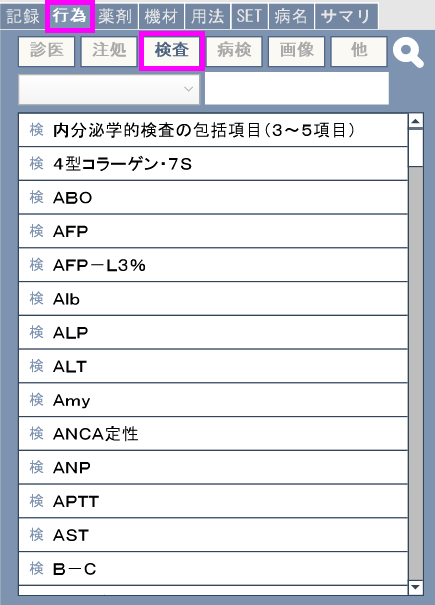 記録 行為 薬剤 機材 用法 SET 病名 サマリ
診医 注処 検査 病検 画像 他
検 内分泌学的検査の包括項目(3～5項目)
検 4型コラーゲン・7S
検 ABO
検 AFP
検 AFP－L3%
検 Alb
検 ALP
検 ALT
検 Amy
検 ANCA定性
検 ANP
検 APTT
検 AST
検 B－C